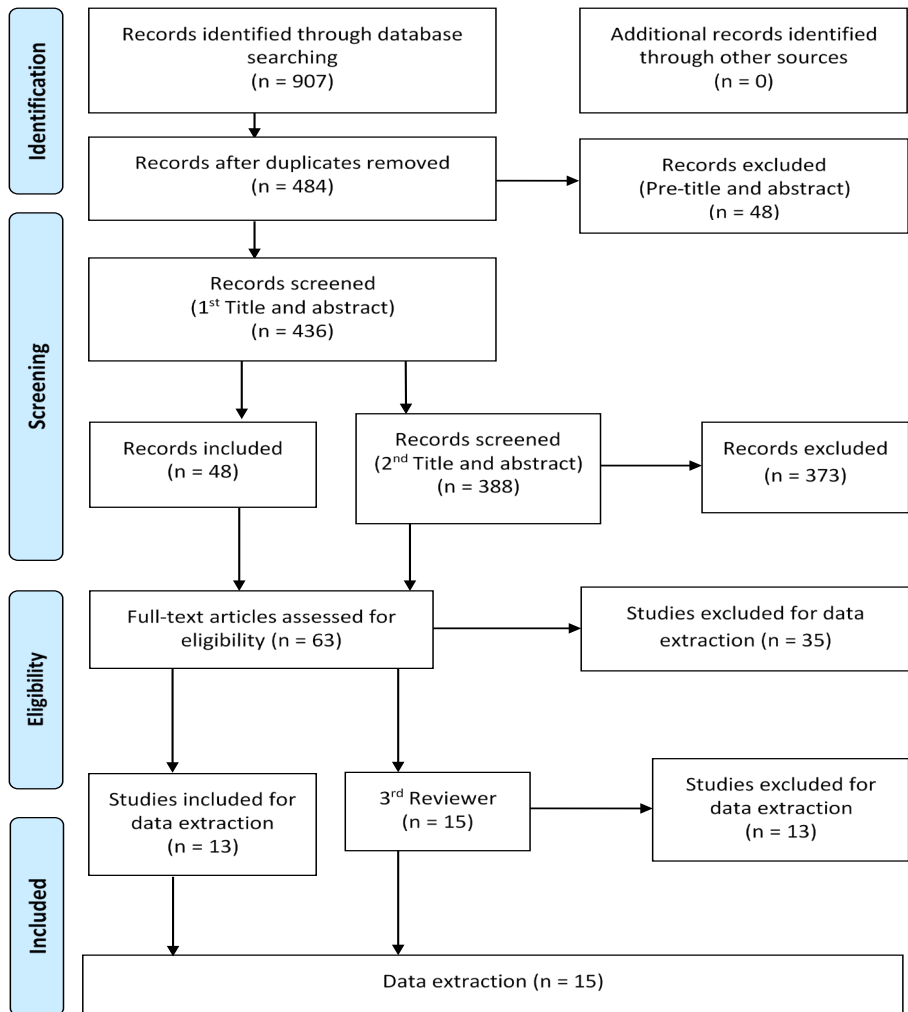 Identification
Records identified through database
searching
(n = 907)
Additional records identified
through other sources
(n = 0)
Records after duplicates removed
(n = 484)
Records excluded
(Pre-title and abstract)
(n = 48)
Screening
Records screened
(1st Title and abstract)
(n = 436)
Records included
(n = 48)
Records screened
(2nd Title and abstract)
(n = 388)
Records excluded
(n = 373)
Eligibility
Full-text articles assessed for
eligibility (n = 63)
Studies excluded for data
extraction (n = 35)
Studies included for
data extraction
(n = 13)
3rd Reviewer
(n = 15)
Studies excluded for
data extraction
(n = 13)
Included
Data extraction (n = 15)